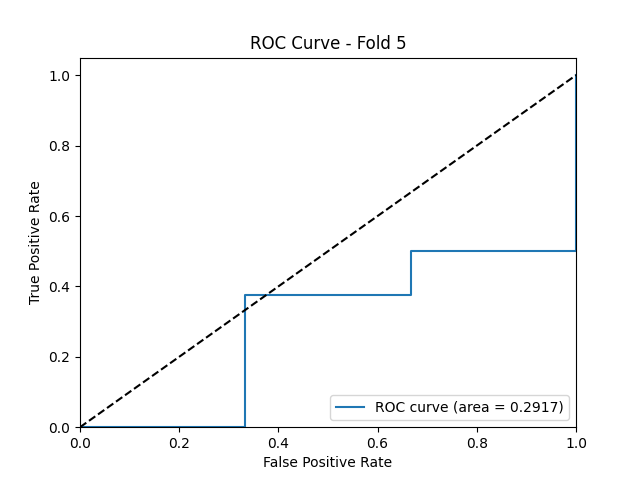 ROC Curve - Fold 5
True Positive Rate
1.0
0.8
0.6
0.4
0.2
0.0
ROC curve (area = 0.2917)
0.0 0.2 0.4 0.6 0.8 1.0
False Positive Rate